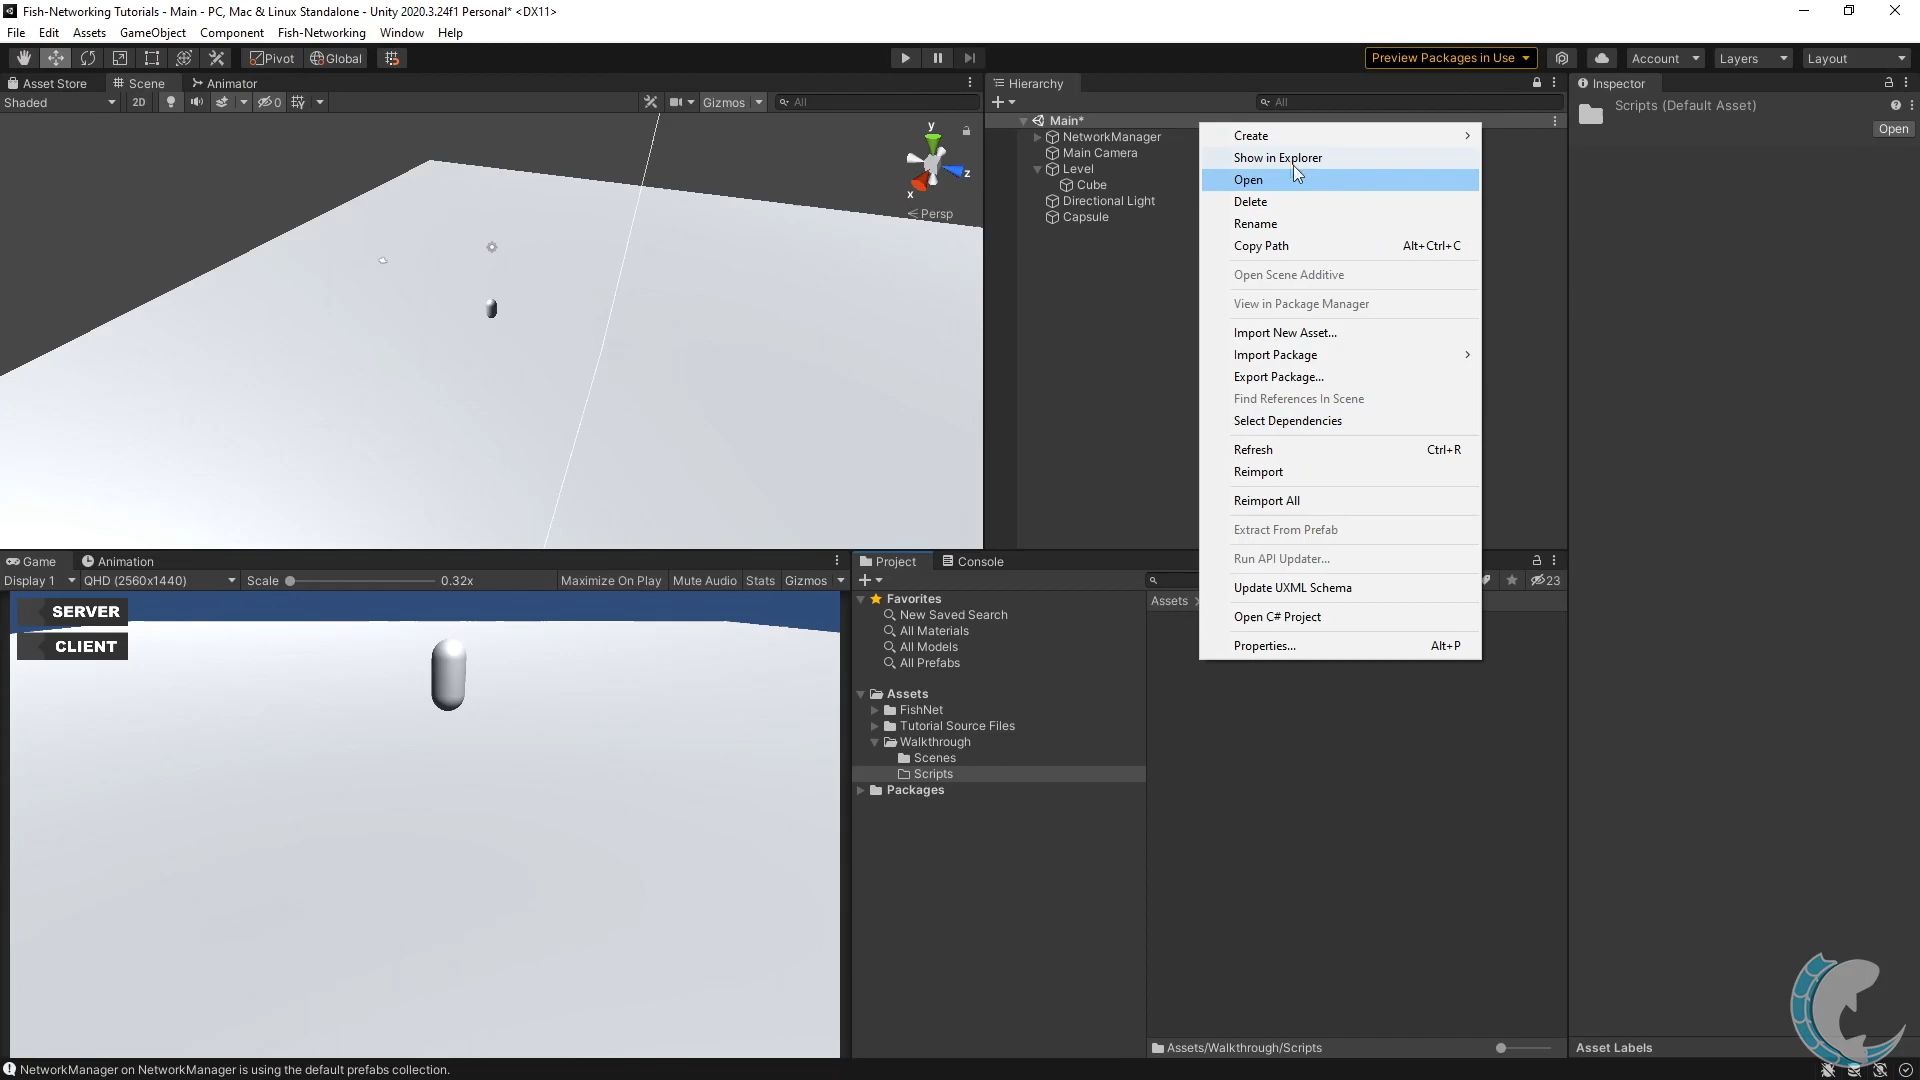 Fish-Networking Tutorials - Main - PC, Mac & Linux Standalone - Unity 2020.3.24f1 Personal* <DX11>
File Edit Assets GameObject Component Fish-Networking Window Help
Pivot Global Preview Packages in Use Account Layers Layout
Asset Store Scene Animator Hierarchy Inspector
Shaded 2D 0 Gizmos All All Scripts (Default Asset)
Open
Main*
NetworkManager
Main Camera
Level
Cube
Directional Light
Capsule
y
z
x
Persp
Create
Show in Explorer
Open
Delete
Rename
Copy Path Alt+Ctrl+C
Open Scene Additive
View in Package Manager
Import New Asset...
Import Package
Export Package...
Find References In Scene
Select Dependencies
Refresh Ctrl+R
Reimport
Reimport All
Extract From Prefab
Run API Updater...
Update UXML Schema
Open C# Project
Properties... Alt+P
Game Animation Project Console
Display 1 QHD (2560x1440) Scale 0.32x Maximize On Play Mute Audio Stats Gizmos 23
SERVER
CLIENT
Favorites
New Saved Search
All Materials
All Models
All Prefabs
Assets
FishNet
Tutorial Source Files
Walkthrough
Scenes
Scripts
Packages
Assets
Assets/Walkthrough/Scripts Asset Labels
NetworkManager on NetworkManager is using the default prefabs collection.